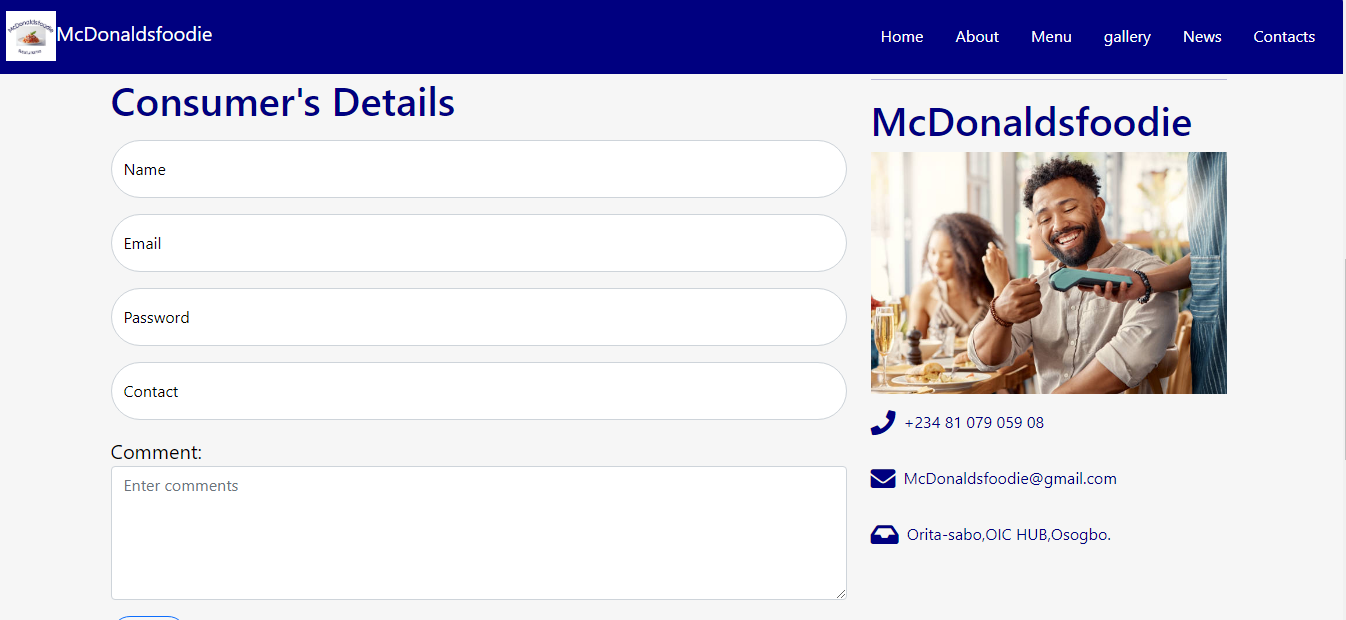 McDonaldsfoodie
McDonaldsfoodie
Home
About
Menu
gallery
News
Contacts
Consumer's Details
Name
Email
Password
Contact
Comment:
Enter comments
McDonaldsfoodie
+234 81 079 059 08
McDonaldsfoodie@gmail.com
Orita-sabo,OIC HUB,Osogbo.